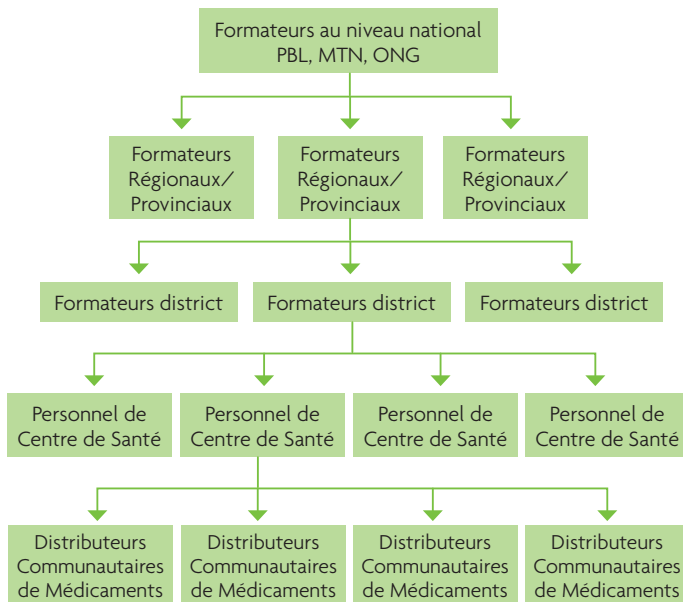 Formateurs au niveau national
PBL, MTN, ONG
Formateurs
Régionaux/
Provinciaux
Formateurs
Régionaux/
Provinciaux
Formateurs
Régionaux/
Provinciaux
Formateurs district
Formateurs district
Formateurs district
Personnel de
Centre de Santé
Personnel de
Centre de Santé
Personnel de
Centre de Santé
Personnel de
Centre de Santé
Distributeurs
Communautaires
de Médicaments
Distributeurs
Communautaires
de Médicaments
Distributeurs
Communautaires
de Médicaments
Distributeurs
Communautaires
de Médicaments